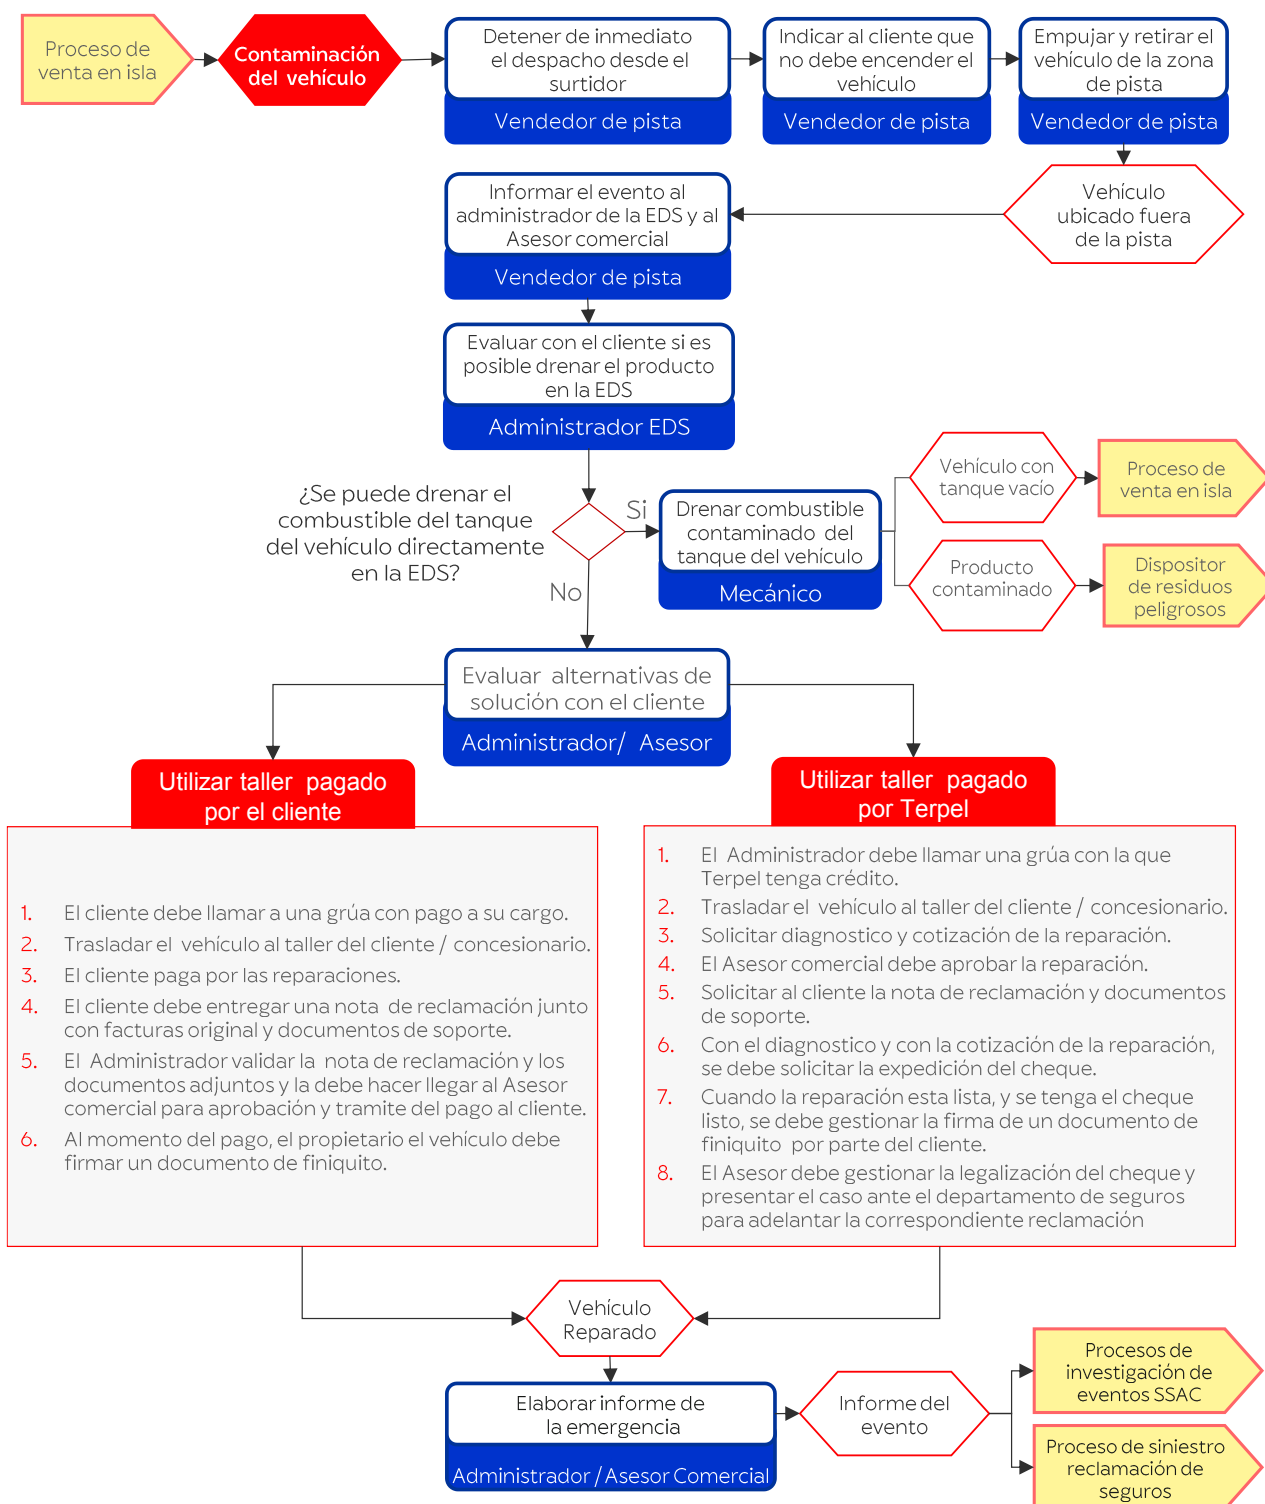 Proceso de
venta en isla
Contaminación
del vehículo
Detener de inmediato
el despacho desde el
surtidor
Vendedor de pista
Indicar al cliente que
no debe encender el
vehículo
Vendedor de pista
Empujar y retirar el
vehículo de la zona
de pista
Vendedor de pista
Vehículo
ubicado fuera
de la pista
Informar el evento al
administrador de la EDS y al
Asesor comercial
Vendedor de pista
Evaluar con el cliente si es
posible drenar el producto
en la EDS
Administrador EDS
¿Se puede drenar el
combustible del tanque
del vehículo directamente
en la EDS?
Si
No
Drenar combustible
contaminado del
tanque del vehículo
Mecánico
Vehículo con
tanque vacío
Proceso de
venta en isla
Producto
contaminado
Dispositor
de residuos
peligrosos
Evaluar alternativas de
solución con el cliente
Administrador/ Asesor
Utilizar taller pagado
por el cliente
1. El cliente debe llamar a una grúa con pago a su cargo.
2. Trasladar el vehículo al taller del cliente / concesionario.
3. El cliente paga por las reparaciones.
4. El cliente debe entregar una nota de reclamación junto
con facturas original y documentos de soporte.
5. El Administrador validar la nota de reclamación y los
documentos adjuntos y la debe hacer llegar al Asesor
comercial para aprobación y tramite del pago al cliente.
6. Al momento del pago, el propietario el vehículo debe
firmar un documento de finiquito.
Utilizar taller pagado
por Terpel
1. El Administrador debe llamar una grúa con la que
Terpel tenga crédito.
2. Trasladar el vehículo al taller del cliente / concesionario.
3. Solicitar diagnostico y cotización de la reparación.
4. El Asesor comercial debe aprobar la reparación.
5. Solicitar al cliente la nota de reclamación y documentos
de soporte.
6. Con el diagnostico y con la cotización de la reparación,
se debe solicitar la expedición del cheque.
7. Cuando la reparación esta lista, y se tenga el cheque
listo, se debe gestionar la firma de un documento de
finiquito por parte del cliente.
8. El Asesor debe gestionar la legalización del cheque y
presentar el caso ante el departamento de seguros
para adelantar la correspondiente reclamación
Vehículo
Reparado
Elaborar informe de
la emergencia
Administrador / Asesor Comercial
Informe del
evento
Procesos de
investigación de
eventos SSAC
Proceso de siniestro
reclamación de
seguros